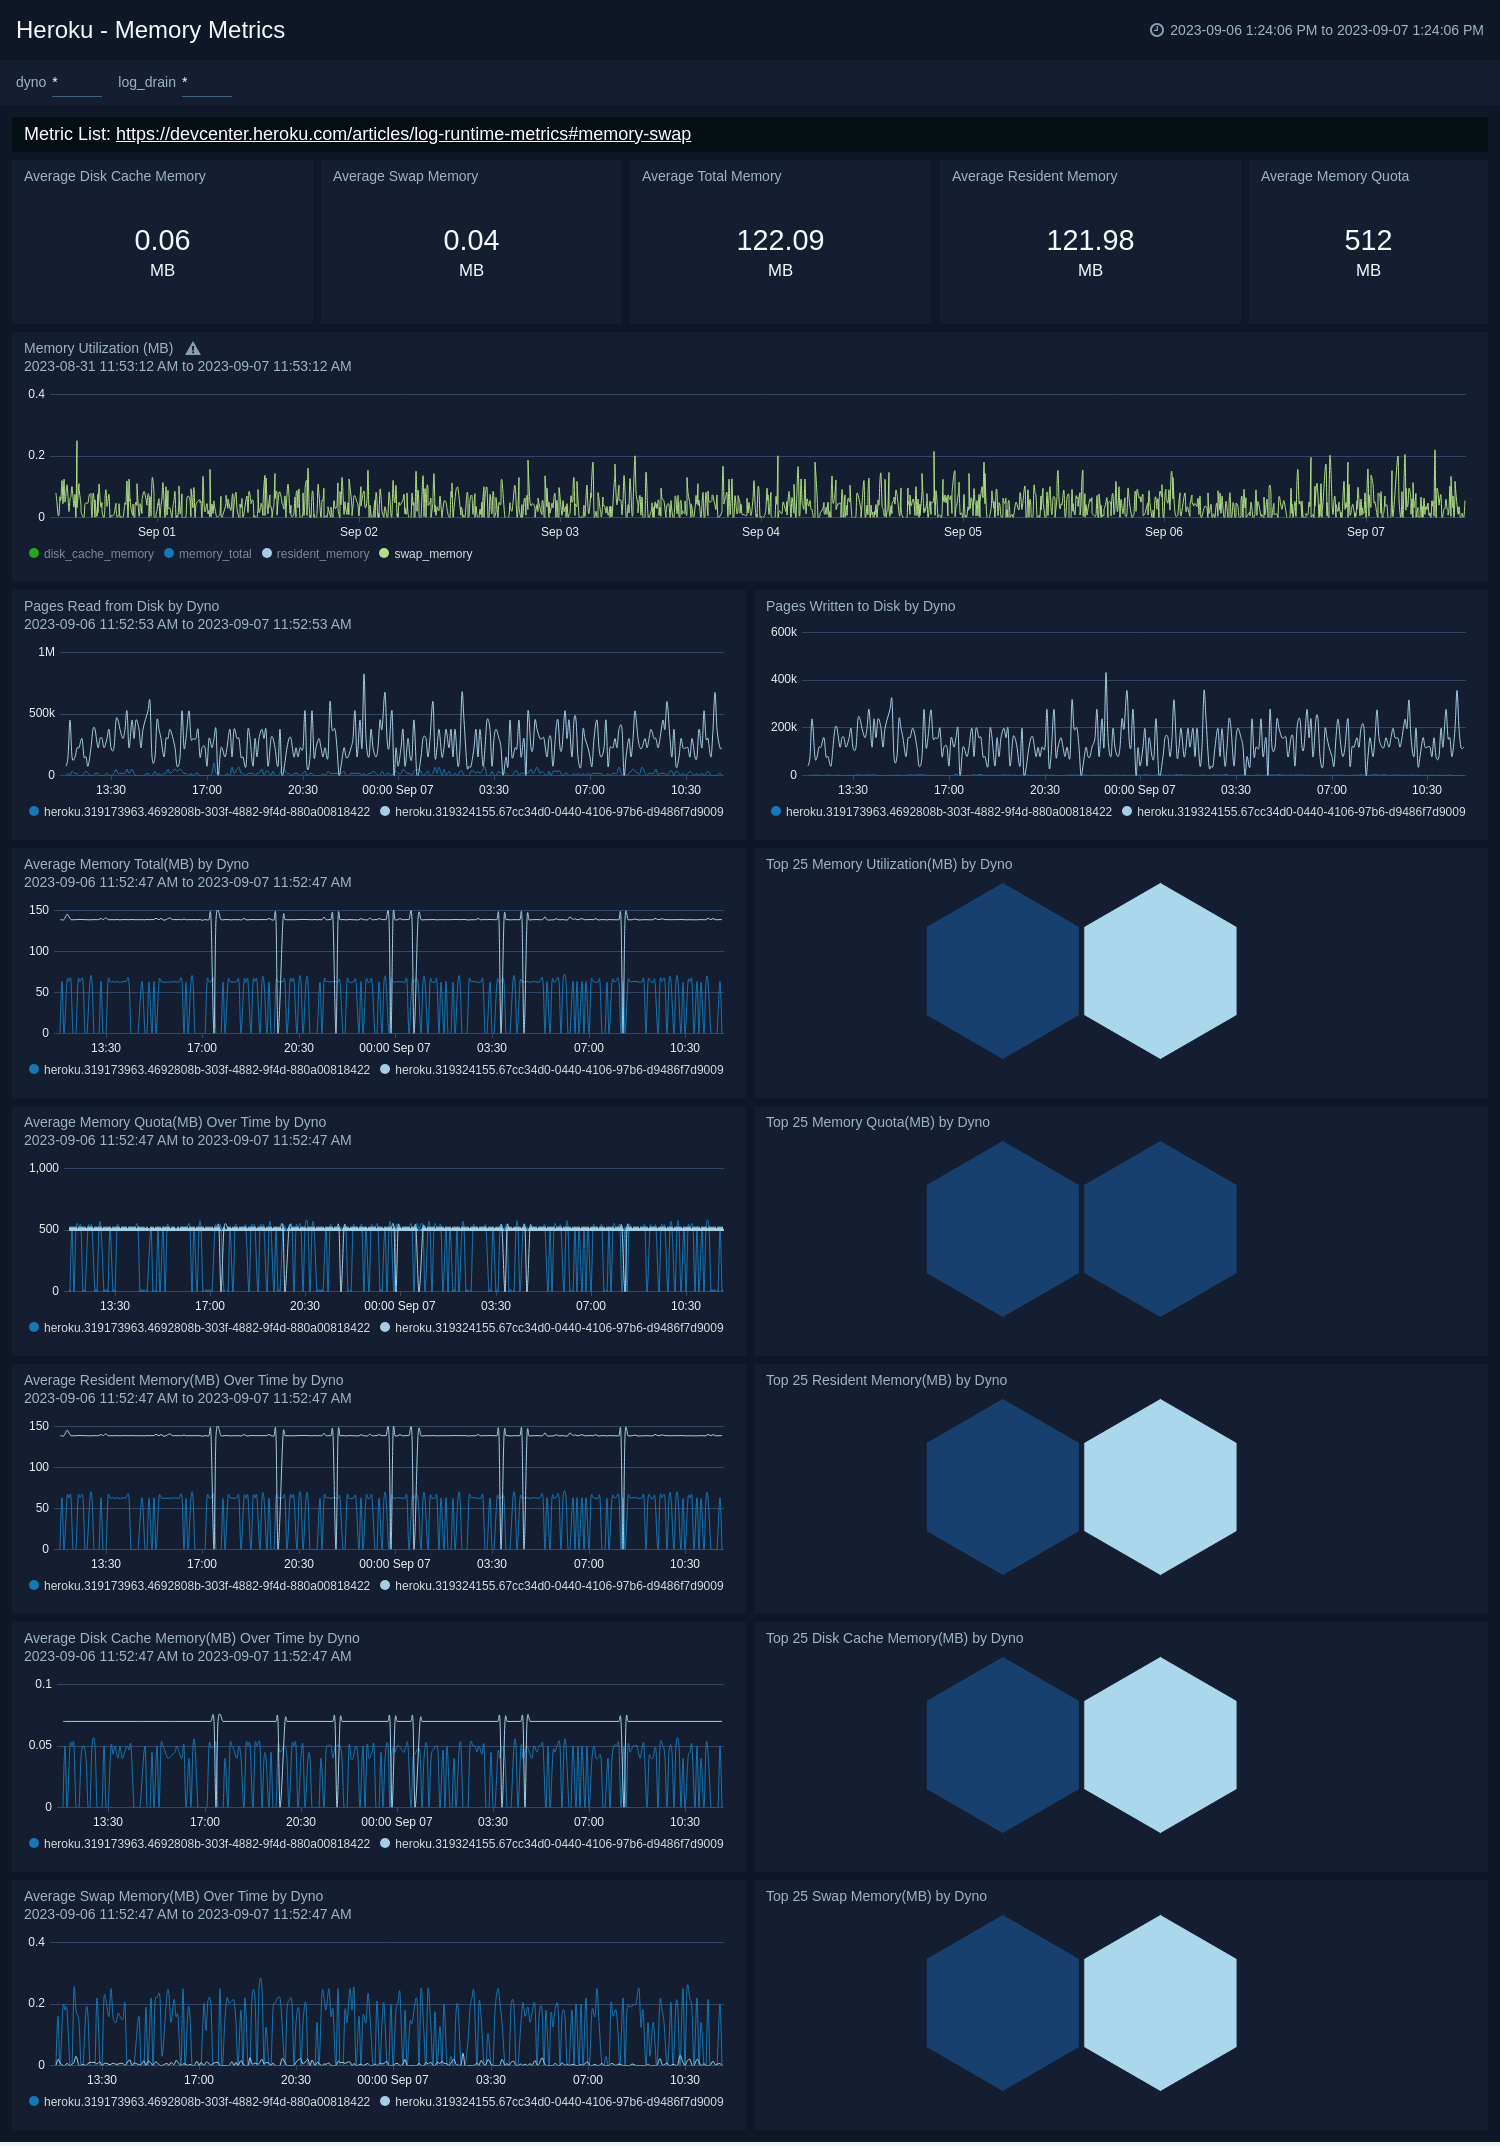 Heroku - Memory Metrics
2023-09-06 1:24:06 PM to 2023-09-07 1:24:06 PM
dyno * log_drain *
Metric List: https://devcenter.heroku.com/articles/log-runtime-metrics#memory-swap
Average Disk Cache Memory
0.06
MB
Average Swap Memory
0.04
MB
Average Total Memory
122.09
MB
Average Resident Memory
121.98
MB
Average Memory Quota
512
MB
Memory Utilization (MB)
2023-08-31 11:53:12 AM to 2023-09-07 11:53:12 AM
0.4
0.2
0
Sep 01 Sep 02 Sep 03 Sep 04 Sep 05 Sep 06 Sep 07
disk_cache_memory memory_total resident_memory swap_memory
Pages Read from Disk by Dyno
2023-09-06 11:52:53 AM to 2023-09-07 11:52:53 AM
1M
500k
0
13:30 17:00 20:30 00:00 Sep 07 03:30 07:00 10:30
heroku.319173963.4692808b-303f-4882-9f4d-880a00818422 heroku.319324155.67cc34d0-0440-4106-97b6-d9486f7d9009
Pages Written to Disk by Dyno
600k
400k
200k
0
13:30 17:00 20:30 00:00 Sep 07 03:30 07:00 10:30
heroku.319173963.4692808b-303f-4882-9f4d-880a00818422 heroku.319324155.67cc34d0-0440-4106-97b6-d9486f7d9009
Average Memory Total(MB) by Dyno
2023-09-06 11:52:47 AM to 2023-09-07 11:52:47 AM
150
100
50
0
13:30 17:00 20:30 00:00 Sep 07 03:30 07:00 10:30
heroku.319173963.4692808b-303f-4882-9f4d-880a00818422 heroku.319324155.67cc34d0-0440-4106-97b6-d9486f7d9009
Top 25 Memory Utilization(MB) by Dyno
Average Memory Quota(MB) Over Time by Dyno
2023-09-06 11:52:47 AM to 2023-09-07 11:52:47 AM
1,000
500
0
13:30 17:00 20:30 00:00 Sep 07 03:30 07:00 10:30
heroku.319173963.4692808b-303f-4882-9f4d-880a00818422 heroku.319324155.67cc34d0-0440-4106-97b6-d9486f7d9009
Top 25 Memory Quota(MB) by Dyno
Average Resident Memory(MB) Over Time by Dyno
2023-09-06 11:52:47 AM to 2023-09-07 11:52:47 AM
150
100
50
0
13:30 17:00 20:30 00:00 Sep 07 03:30 07:00 10:30
heroku.319173963.4692808b-303f-4882-9f4d-880a00818422 heroku.319324155.67cc34d0-0440-4106-97b6-d9486f7d9009
Top 25 Resident Memory(MB) by Dyno
Average Disk Cache Memory(MB) Over Time by Dyno
2023-09-06 11:52:47 AM to 2023-09-07 11:52:47 AM
0.1
0.05
0
13:30 17:00 20:30 00:00 Sep 07 03:30 07:00 10:30
heroku.319173963.4692808b-303f-4882-9f4d-880a00818422 heroku.319324155.67cc34d0-0440-4106-97b6-d9486f7d9009
Top 25 Disk Cache Memory(MB) by Dyno
Average Swap Memory(MB) Over Time by Dyno
2023-09-06 11:52:47 AM to 2023-09-07 11:52:47 AM
0.4
0.2
0
13:30 17:00 20:30 00:00 Sep 07 03:30 07:00 10:30
heroku.319173963.4692808b-303f-4882-9f4d-880a00818422 heroku.319324155.67cc34d0-0440-4106-97b6-d9486f7d9009
Top 25 Swap Memory(MB) by Dyno